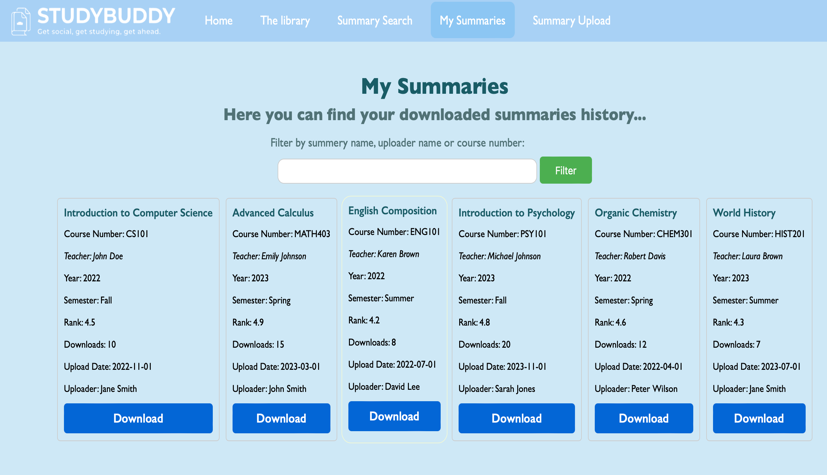 STUDYBUDDY
Get social, get studying, get ahead.
Home
The library
Summary Search
My Summaries
Summary Upload
My Summaries
Here you can find your downloaded summaries history...
Filter by summery name, uploader name or course number:
Filter
Introduction to Computer Science
Course Number: CS101
Teacher: John Doe
Year: 2022
Semester: Fall
Rank: 4.5
Downloads: 10
Upload Date: 2022-11-01
Uploader: Jane Smith
Download
Advanced Calculus
Course Number: MATH403
Teacher: Emily Johnson
Year: 2023
Semester: Spring
Rank: 4.9
Downloads: 15
Upload Date: 2023-03-01
Uploader: John Smith
Download
English Composition
Course Number: ENG101
Teacher: Karen Brown
Year: 2022
Semester: Summer
Rank: 4.2
Downloads: 8
Upload Date: 2022-07-01
Uploader: David Lee
Download
Introduction to Psychology
Course Number: PSY101
Teacher: Michael Johnson
Year: 2023
Semester: Fall
Rank: 4.8
Downloads: 20
Upload Date: 2023-11-01
Uploader: Sarah Jones
Download
Organic Chemistry
Course Number: CHEM301
Teacher: Robert Davis
Year: 2022
Semester: Spring
Rank: 4.6
Downloads: 12
Upload Date: 2022-04-01
Uploader: Peter Wilson
Download
World History
Course Number: HIST201
Teacher: Laura Brown
Year: 2023
Semester: Summer
Rank: 4.3
Downloads: 7
Upload Date: 2023-07-01
Uploader: Jane Smith
Download